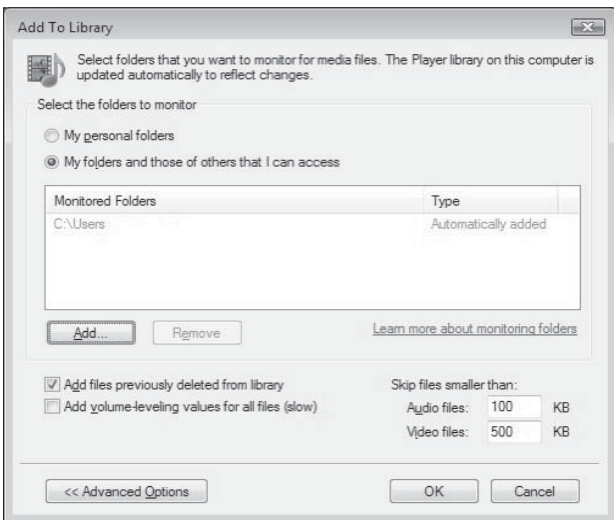 Add To Library
Select folders that you want to monitor for media files. The Player library on this computer is
updated automatically to reflect changes.
Select the folders to monitor
My personal folders
My folders and those of others that I can access
Monitored Folders Type
C:\Users Automatically added
Add... Remove Learn more about monitoring folders
Add files previously deleted from library Skip files smaller than:
Add volume-leveling values for all files (slow) Audio files: 100 KB
Video files: 500 KB
<< Advanced Options OK Cancel